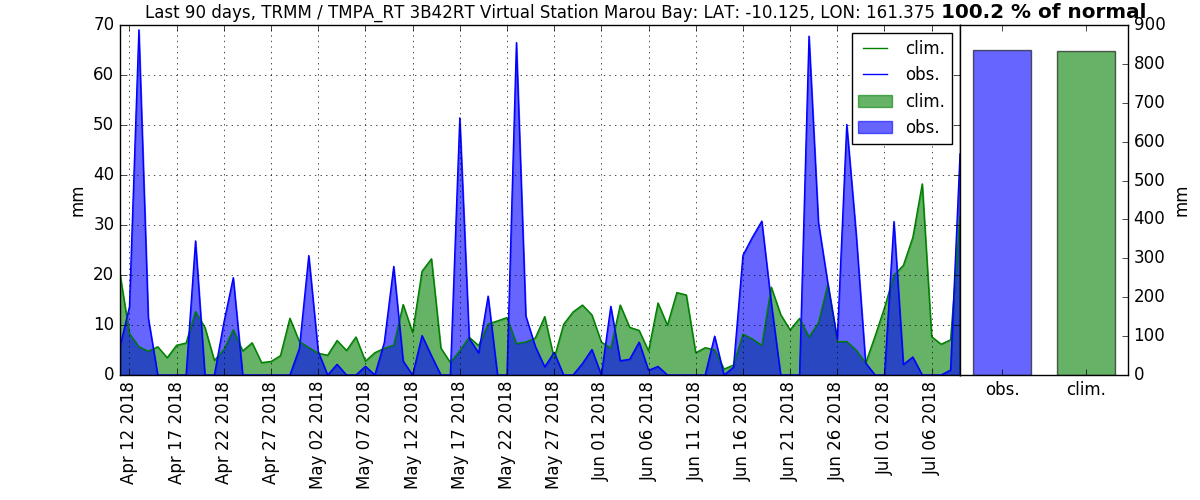 Last 90 days, TRMM / TMPA_RT 3B42RT Virtual Station Marou Bay: LAT: -10.125, LON: 161.375 100.2 % of normal
clim.
obs.
clim.
obs.
70
60
50
40
30
20
10
0
mm
900
800
700
600
500
400
300
200
100
0
mm
Apr 12 2018
Apr 17 2018
Apr 22 2018
Apr 27 2018
May 02 2018
May 07 2018
May 12 2018
May 17 2018
May 22 2018
May 27 2018
Jun 01 2018
Jun 06 2018
Jun 11 2018
Jun 16 2018
Jun 21 2018
Jun 26 2018
Jul 01 2018
Jul 06 2018
obs.
clim.